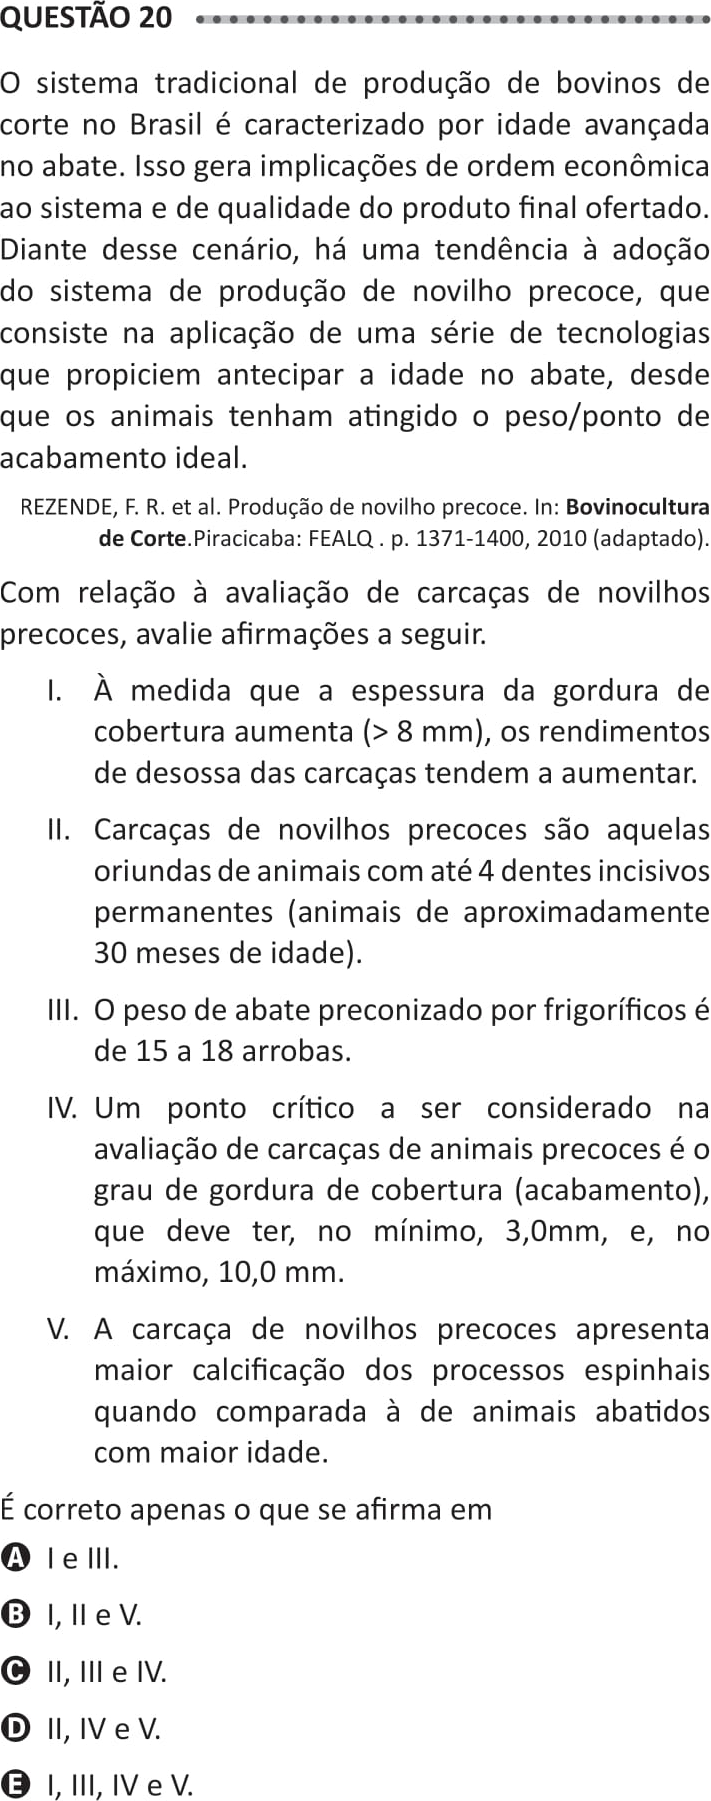 QUESTÃO 20
O sistema tradicional de produção de bovinos de
corte no Brasil é caracterizado por idade avançada
no abate. Isso gera implicações de ordem econômica
ao sistema e de qualidade do produto final ofertado.
Diante desse cenário, há uma tendência à adoção
do sistema de produção de novilho precoce, que
consiste na aplicação de uma série de tecnologias
que propiciem antecipar a idade no abate, desde
que os animais tenham atingido o peso/ponto de
acabamento ideal.
REZENDE, F. R. et al. Produção de novilho precoce. In: Bovinocultura
de Corte.Piracicaba: FEALQ . p. 1371-1400, 2010 (adaptado).
Com relação à avaliação de carcaças de novilhos
precoces, avalie afirmações a seguir.
I. À medida que a espessura da gordura de
cobertura aumenta (> 8 mm), os rendimentos
de desossa das carcaças tendem a aumentar.
II. Carcaças de novilhos precoces são aquelas
oriundas de animais com até 4 dentes incisivos
permanentes (animais de aproximadamente
30 meses de idade).
III. O peso de abate preconizado por frigoríficos é
de 15 a 18 arrobas.
IV. Um ponto crítico a ser considerado na
avaliação de carcaças de animais precoces é o
grau de gordura de cobertura (acabamento),
que deve ter, no mínimo, 3,0mm, e, no
máximo, 10,0 mm.
V. A carcaça de novilhos precoces apresenta
maior calcificação dos processos espinhais
quando comparada à de animais abatidos
com maior idade.
É correto apenas o que se afirma em
A I e III.
B I, II e V.
C II, III e IV.
D II, IV e V.
E I, III, IV e V.